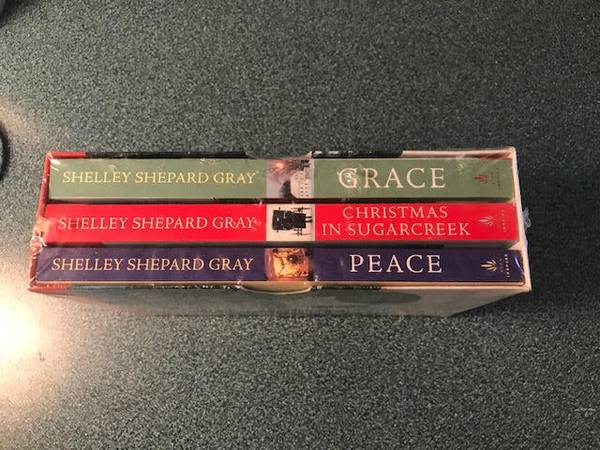 SHELLEY SHEPARD GRAY GRACE
SHELLEY SHEPARD GRAY CHRISTMAS
IN SUGARCREEK
SHELLEY SHEPARD GRAY PEACE